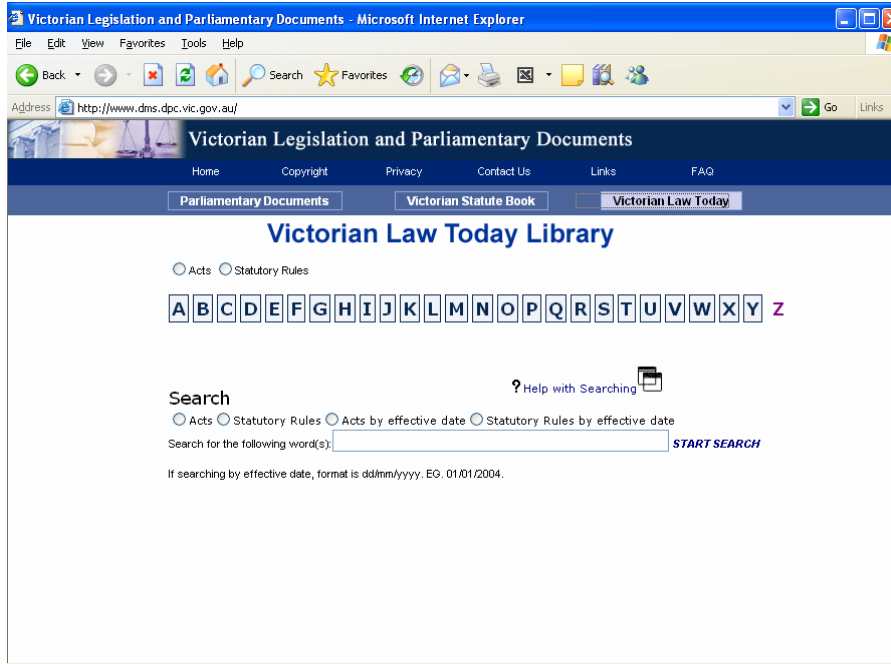 Victorian Legislation and Parliamentary Documents - Microsoft Internet Explorer
File Edit View Favorites Tools Help
Back Search Favorites
Address http://www.dms.dpc.vic.gov.au/ Go Links
Victorian Legislation and Parliamentary Documents
Home Copyright Privacy Contact Us Links FAQ
Parliamentary Documents Victorian Statute Book Victorian Law Today
Victorian Law Today Library
Acts Statutory Rules
A B C D E F G H I J K L M N O P Q R S T U V W X Y Z
? Help with Searching
Search
Acts Statutory Rules Acts by effective date Statutory Rules by effective date
Search for the following word(s): START SEARCH
If searching by effective date, format is dd/mm/yyyy. EG. 01/01/2004.